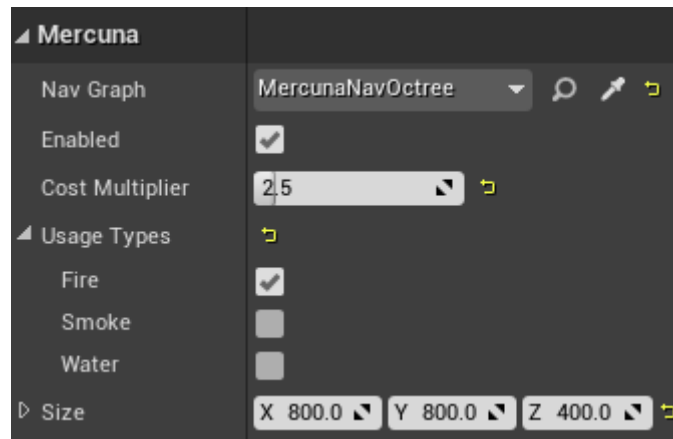 Mercuna
Nav Graph MercunaNavOctree
Enabled
Cost Multiplier 2.5
Usage Types
Fire
Smoke
Water
Size X 800.0 Y 800.0 Z 400.0